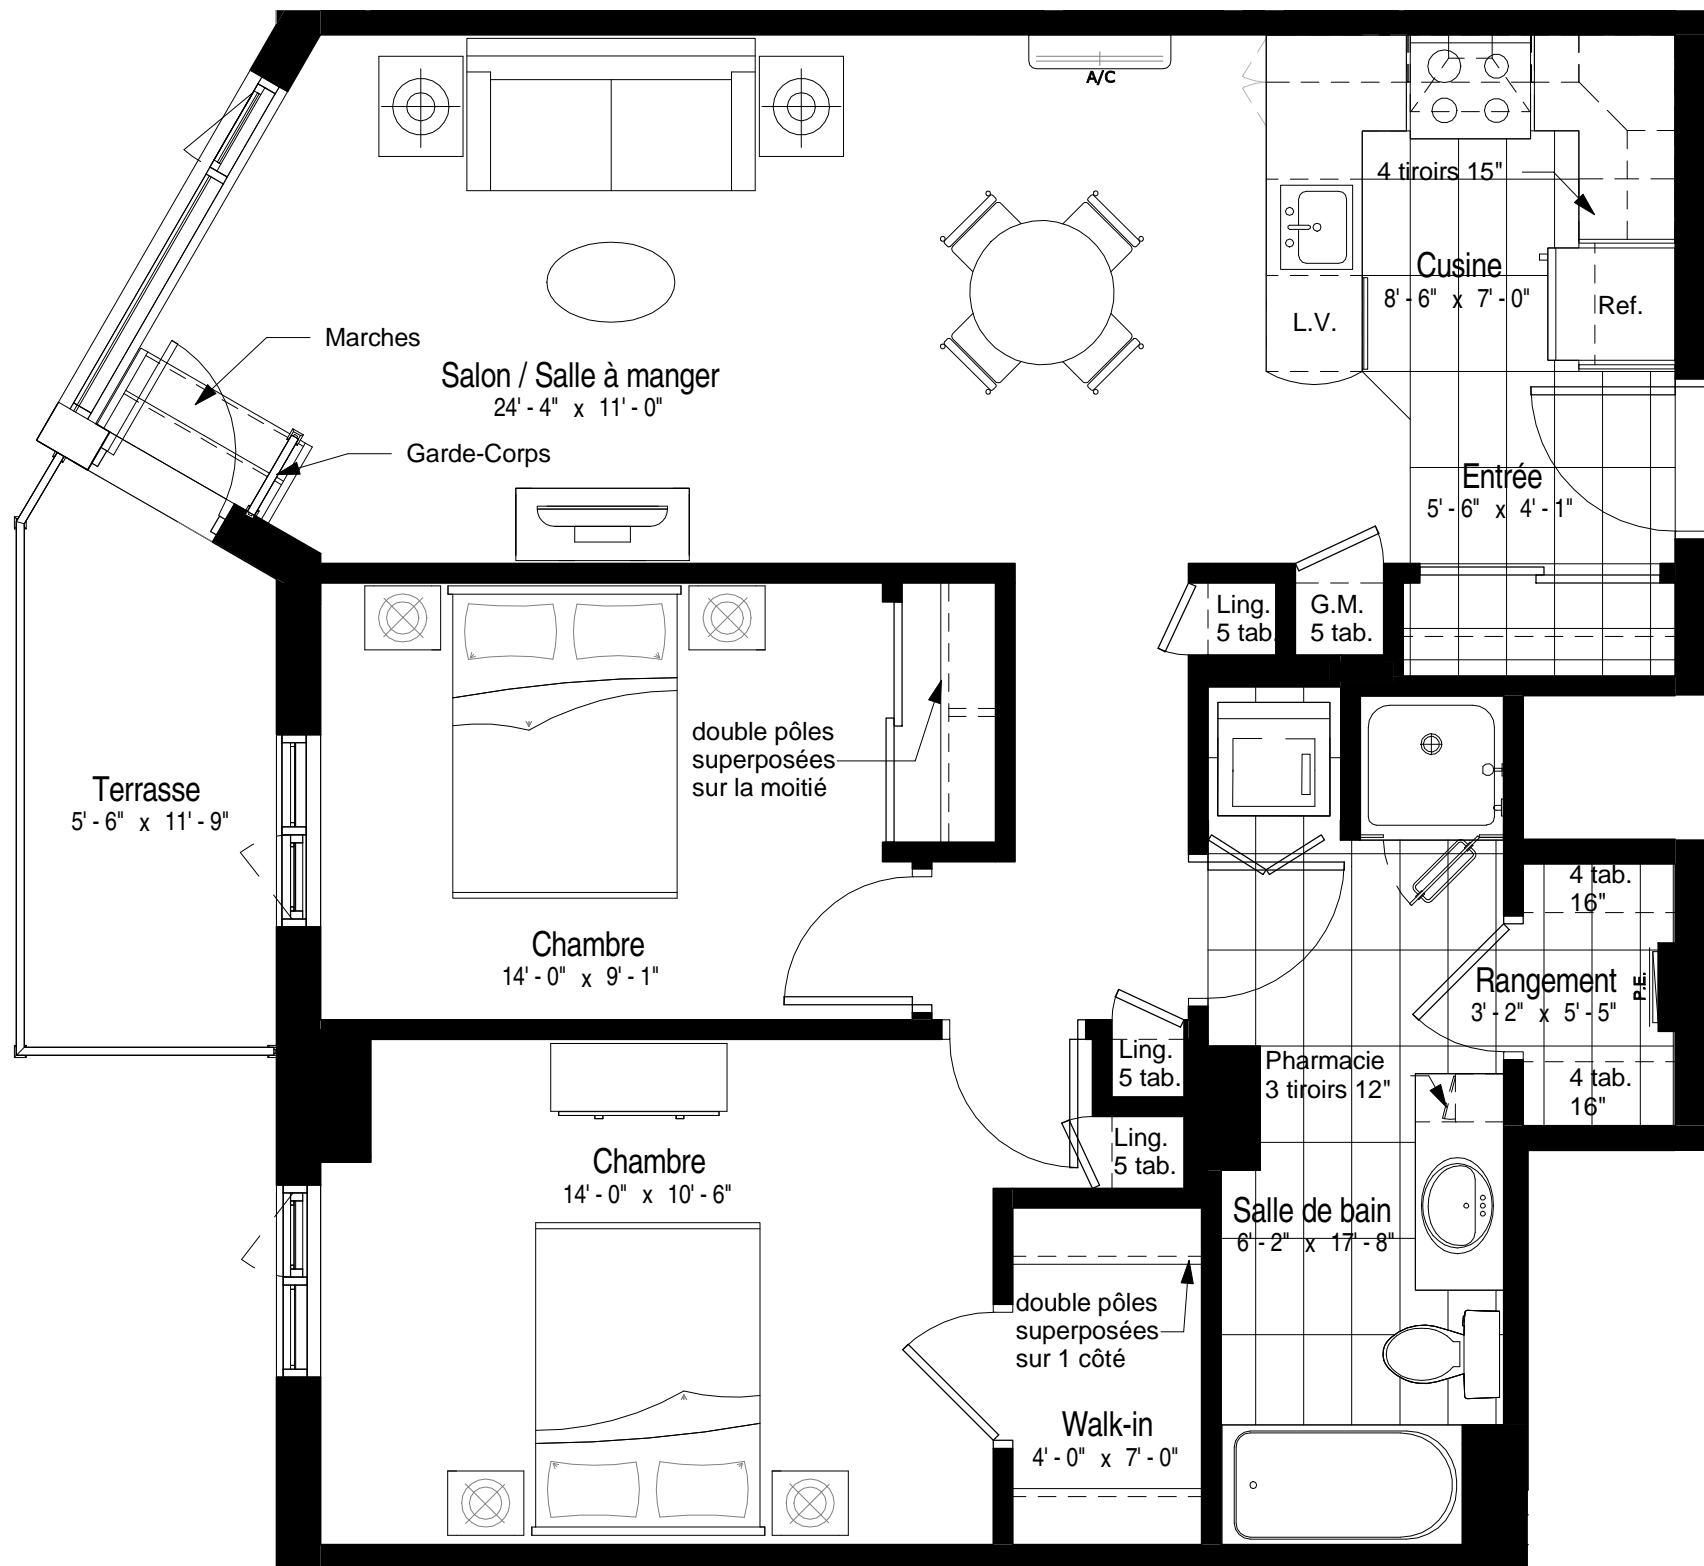 A/C
4 tiroirs 15"
Cusine
8' - 6" x 7' - 0"
Ref.
L.V.
Marches
Salon / Salle à manger
24' - 4" x 11' - 0"
Garde-Corps
Entrée
5' - 6" x 4' - 1"
Ling.
5 tab.
G.M.
5 tab.
double pôles
superposées
sur la moitié
Terrasse
5' - 6" x 11' - 9"
4 tab.
16"
Chambre
14' - 0" x 9' - 1"
Rangement
3' - 2" x 5' - 5"
P.E.
Ling.
5 tab.
Pharmacie
3 tiroirs 12"
4 tab.
16"
Ling.
5 tab.
Chambre
14' - 0" x 10' - 6"
Salle de bain
6' - 2" x 17' - 8"
double pôles
superposées
sur 1 côté
Walk-in
4' - 0" x 7' - 0"